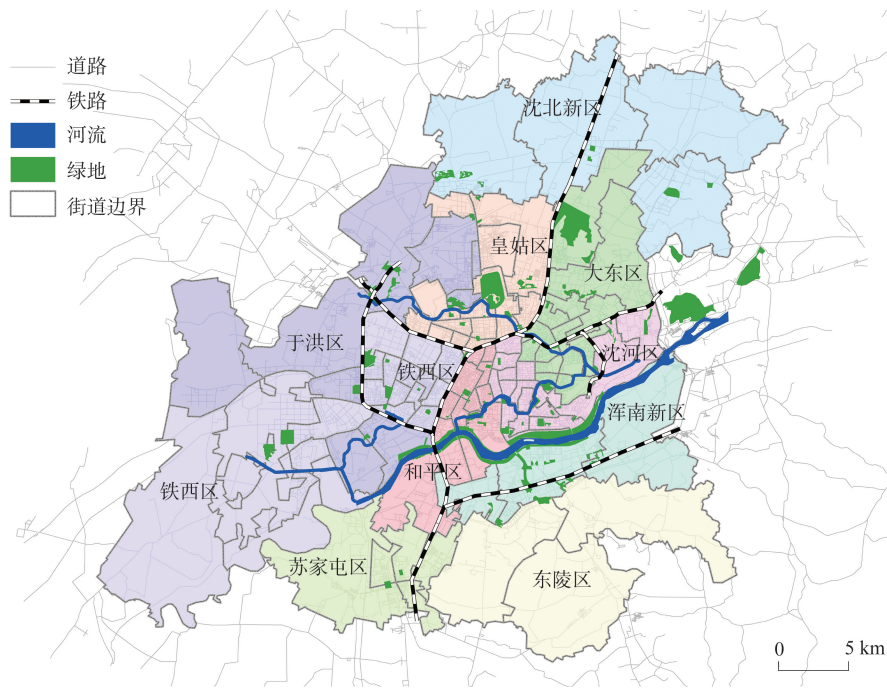 道路
铁路
河流
绿地
街道边界
沈北新区
皇姑区
大东区
于洪区
铁西区
沈河区
浑南新区
铁西区
和平区
苏家屯区
东陵区
0 5 km